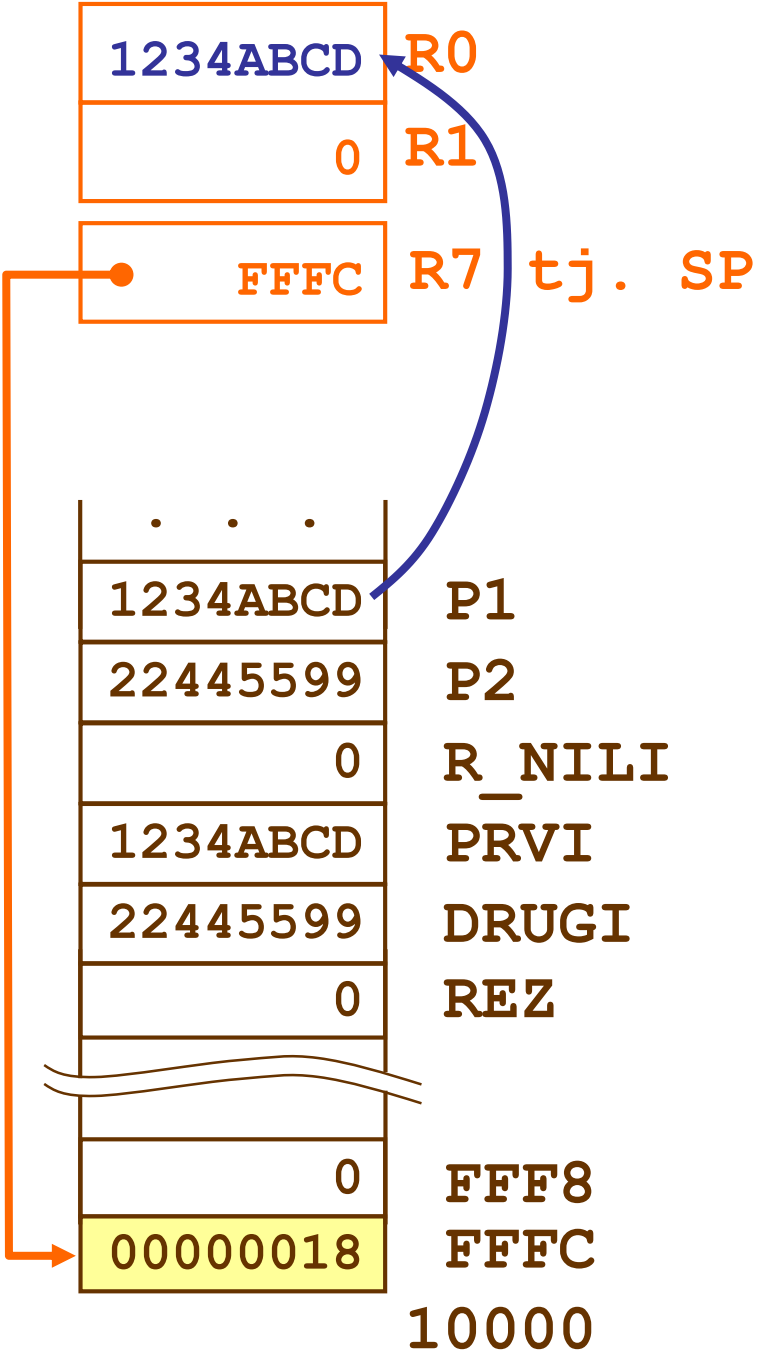 1234ABCD R0
0 R1
FFFC R7 tj. SP
. . .
1234ABCD P1
22445599 P2
0 R_NILI
1234ABCD PRVI
22445599 DRUGI
0 REZ
0 FFF8
00000018 FFFC
10000